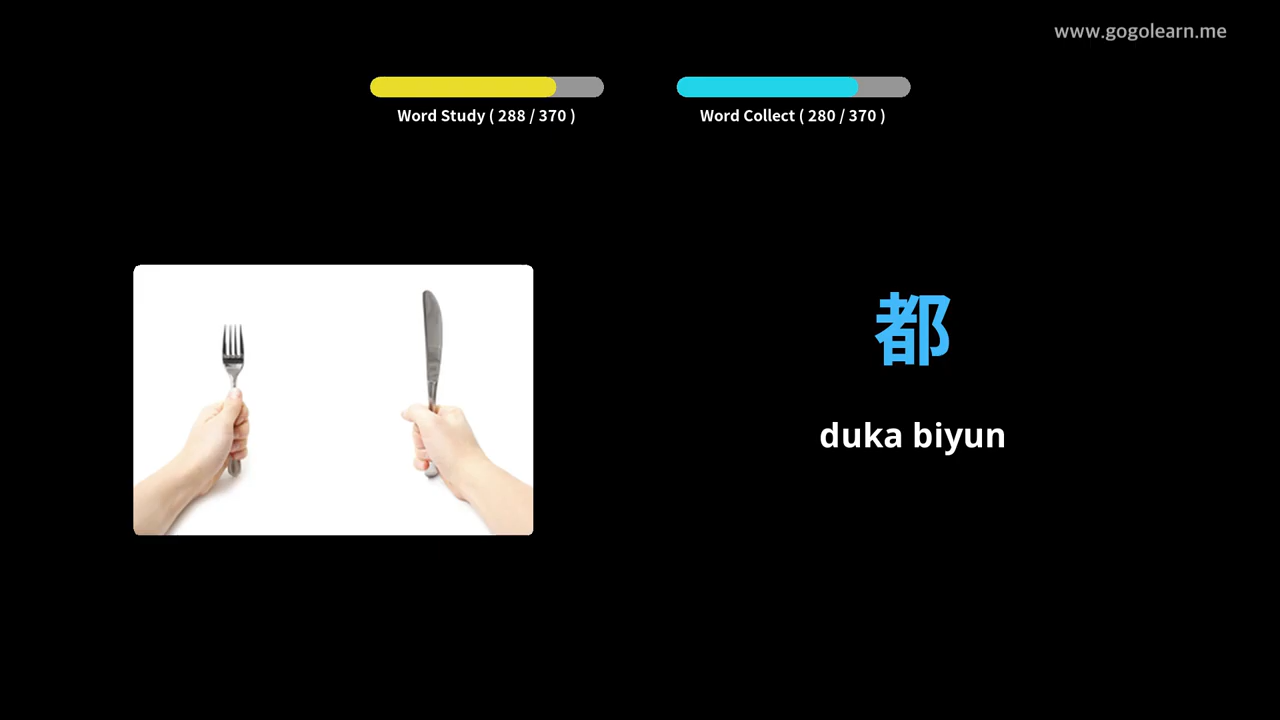 www.gogolearn.me
Word Study ( 288 / 370 )
Word Collect ( 280 / 370 )
都
duka biyun